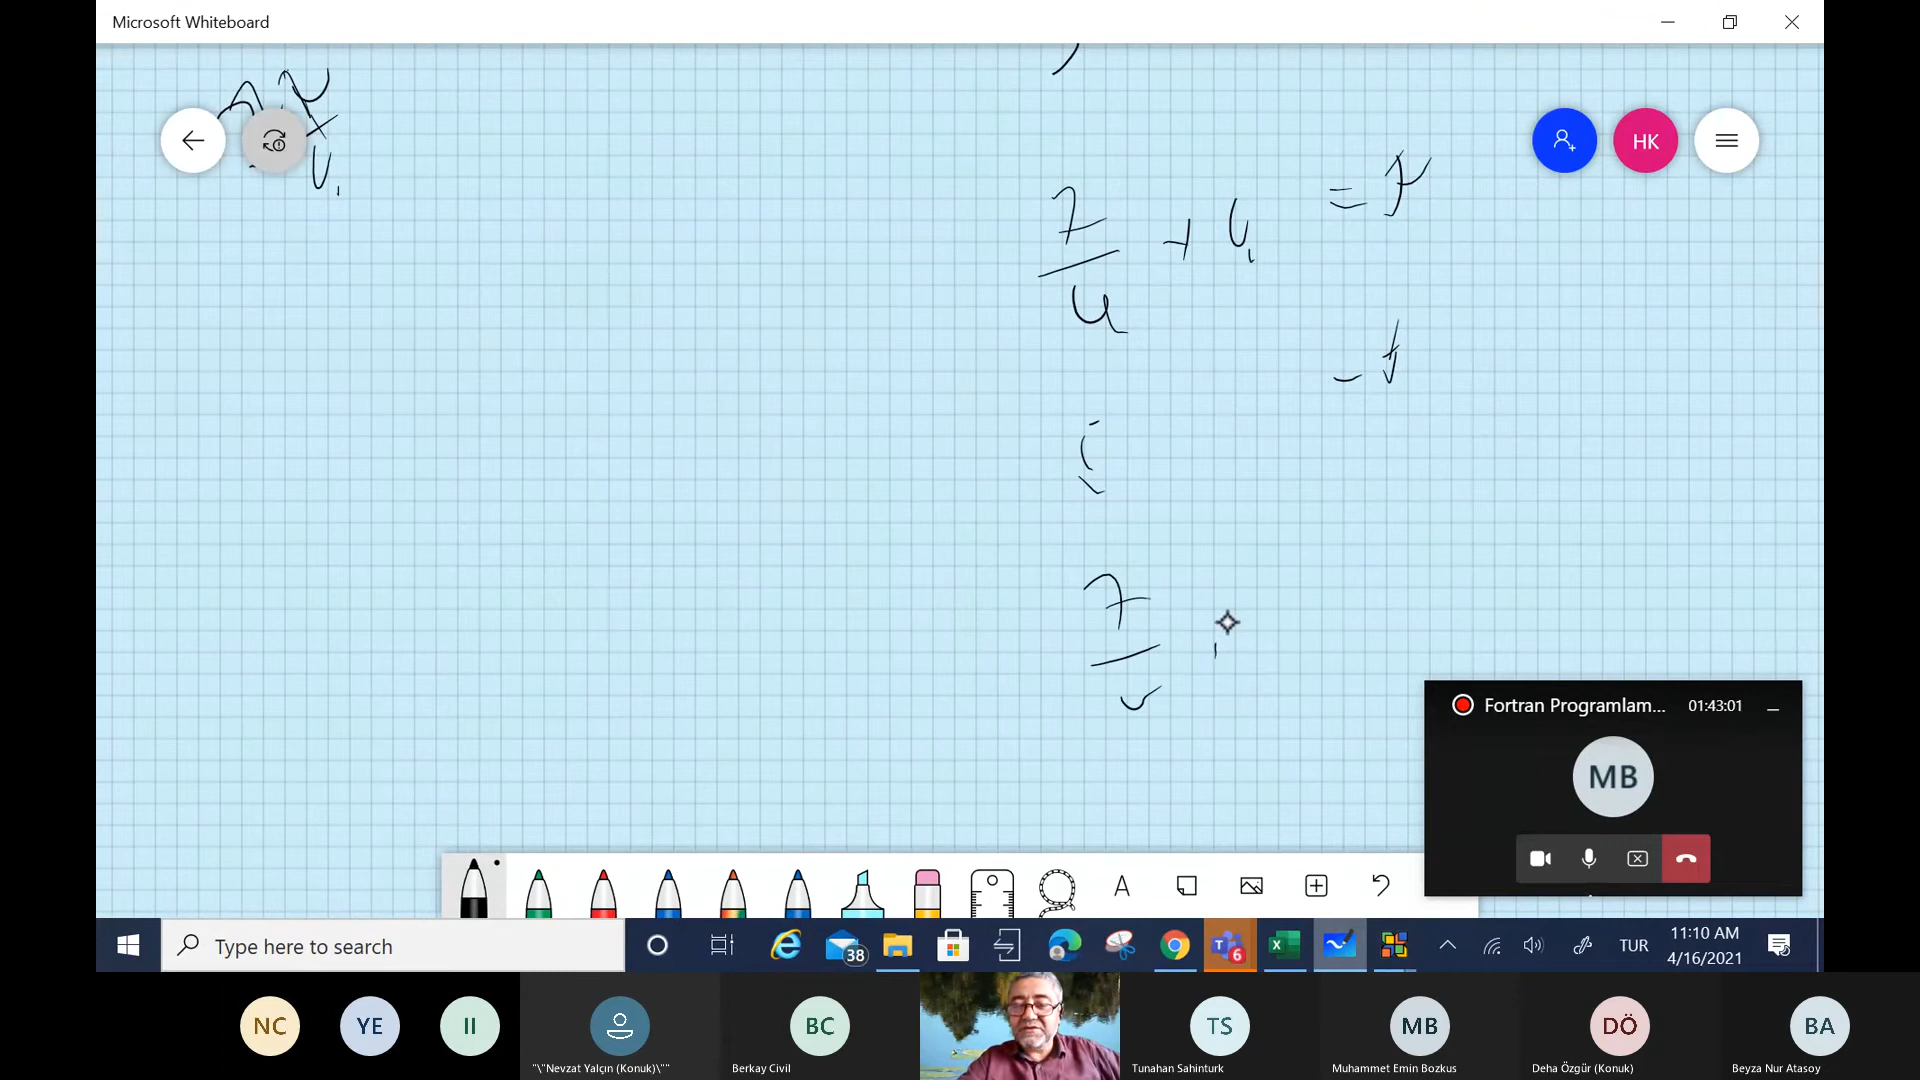 Microsoft Whiteboard
HK
7
+
=
7
Fortran Programlam... 01:43:01
MB
A
Type here to search
38
6
TUR
11:10 AM
4/16/2021
NC
YE
II
BC
TS
MB
DÖ
BA
"\"Nevzat Yalçın (Konuk)\""
Berkay Civil
Tunahan Sahinturk
Muhammet Emin Bozkus
Deha Özgür (Konuk)
Beyza Nur Atasoy